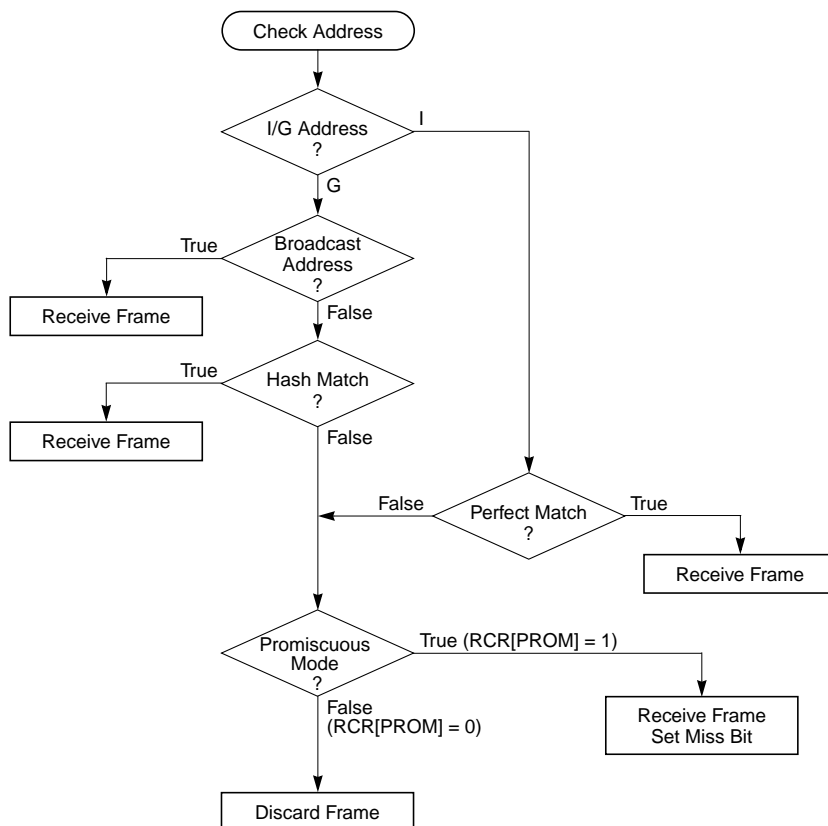 Check Address
I/G Address
?
I
G
True
Broadcast
Address
?
Receive Frame
False
True
Hash Match
?
Receive Frame
False
False
Perfect Match
?
True
Receive Frame
Promiscuous
Mode
?
True (RCR[PROM] = 1)
False
(RCR[PROM] = 0)
Receive Frame
Set Miss Bit
Discard Frame